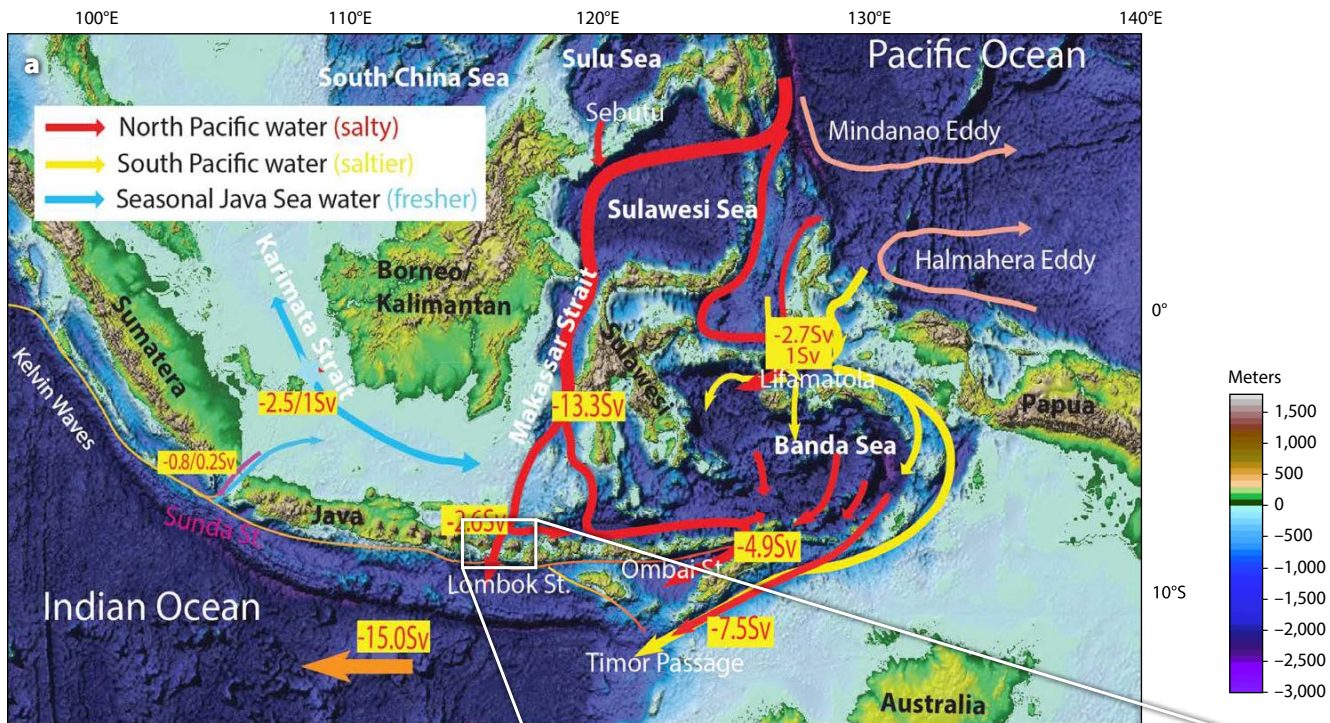 100°E 110°E 120°E 130°E 140°E
a
South China Sea
Sulu Sea
Pacific Ocean
Sebutu
North Pacific water (salty)
South Pacific water (saltier)
Seasonal Java Sea water (fresher)
Mindanao Eddy
Sulawesi Sea
Halmahera Eddy
Borneo/
Kalimantan
Karimata Strait
Makassar Strait
Sumatera
Sulawesi
0°
-2.7Sv
1Sv
Lifamatola
Kelvin Waves
-2.5/1Sv
-13.3Sv
Papua
Banda Sea
-0.8/0.2Sv
Sunda St.
Java
-2.6Sv
-4.9Sv
Ombai St.
Lombok St.
10°S
Indian Ocean
-15.0Sv
-7.5Sv
Timor Passage
Australia
Meters
1,500
1,000
500
0
−500
−1,000
−1,500
−2,000
−2,500
−3,000